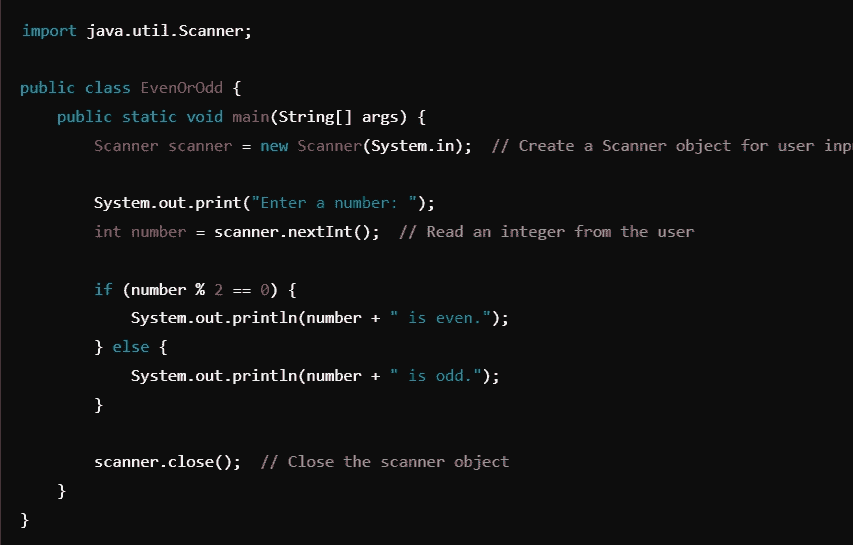 import java.util.Scanner;

public class EvenOrOdd {
    public static void main(String[] args) {
        Scanner scanner = new Scanner(System.in);  // Create a Scanner object for user

        System.out.print("Enter a number: ");
        int number = scanner.nextInt();  // Read an integer from the user

        if (number % 2 == 0) {
            System.out.println(number + " is even.");
        } else {
            System.out.println(number + " is odd.");
        }

        scanner.close();  // Close the scanner object
    }
}